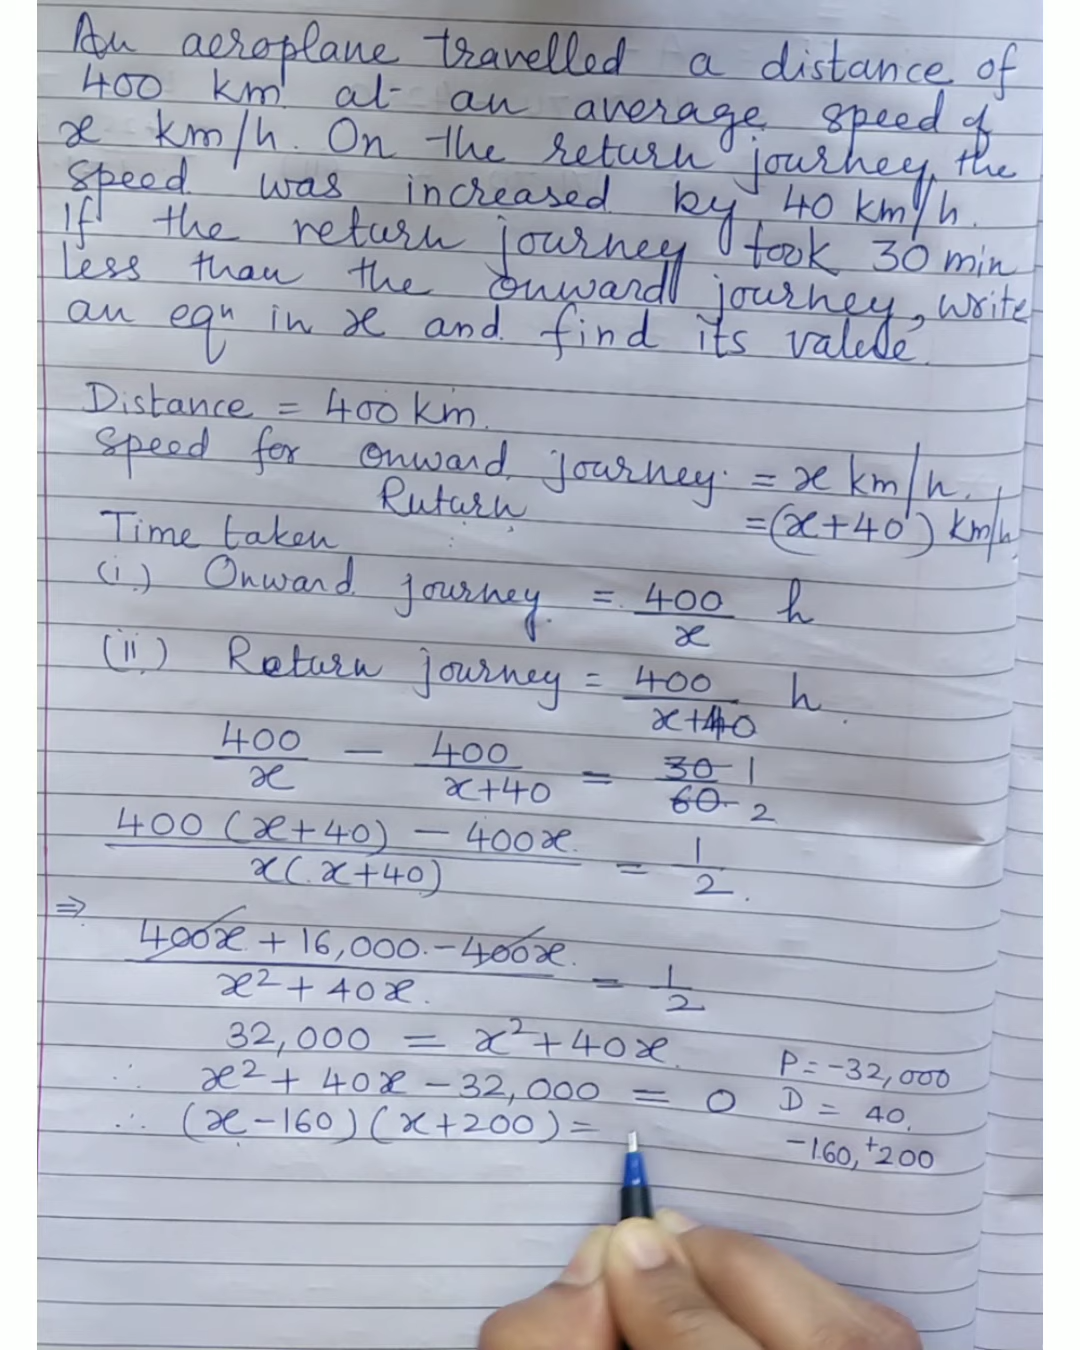 An aeroplane travelled a distance of
400 km at an average speed of
x km/h. On the return journey, the
speed was increased by 40 km/h.
If the return journey took 30 min
less than the onward journey, write
an eqn in x and find its value.
Distance = 400 km.
Speed for onward journey = x km/h.
Ruturn = (x+40) km/h
Time taken
(i.) Onward journey = 400/x h
(ii) Return journey = 400/x+40 h.
400/x - 400/x+40 = 30/60 1/2
400(x+40) - 400x/x(x+40) = 1/2.
⇒ 400x + 16,000 - 400x/x² + 40x = 1/2
32,000 = x² + 40x
∴ x² + 40x - 32,000 = 0
∴ (x-160)(x+200) =
P = -32,000
D = 40,
-160, +200